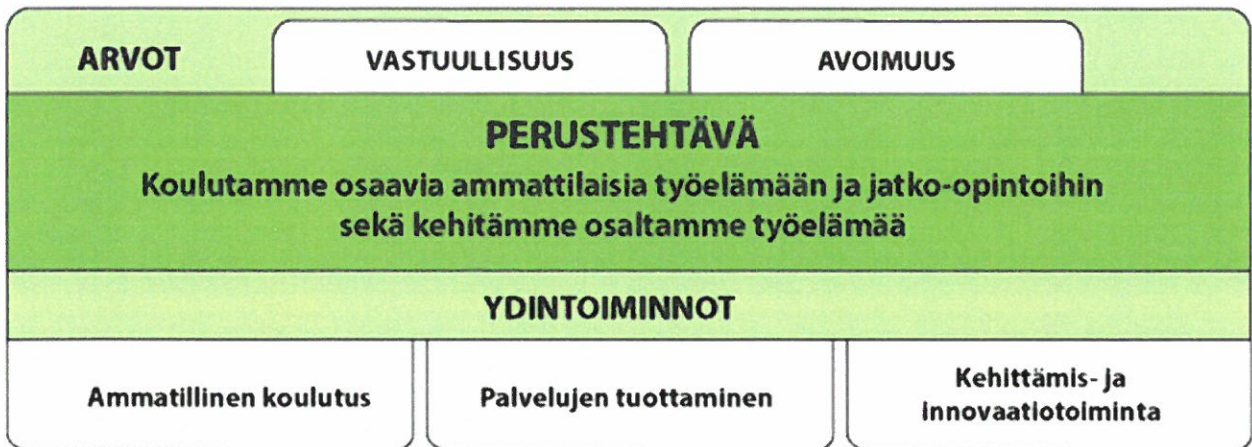 ARVOT
VASTUULLISUUS
AVOIMUUS
PERUSTEHTÄVÄ
Koulutamme osaavia ammattilaisia työelämään ja jatko-opintoihin
sekä kehitämme osaltamme työelämää
YDINTOIMINNOT
Ammatillinen koulutus
Palvelujen tuottaminen
Kehittämis- ja
innovaatiotoiminta